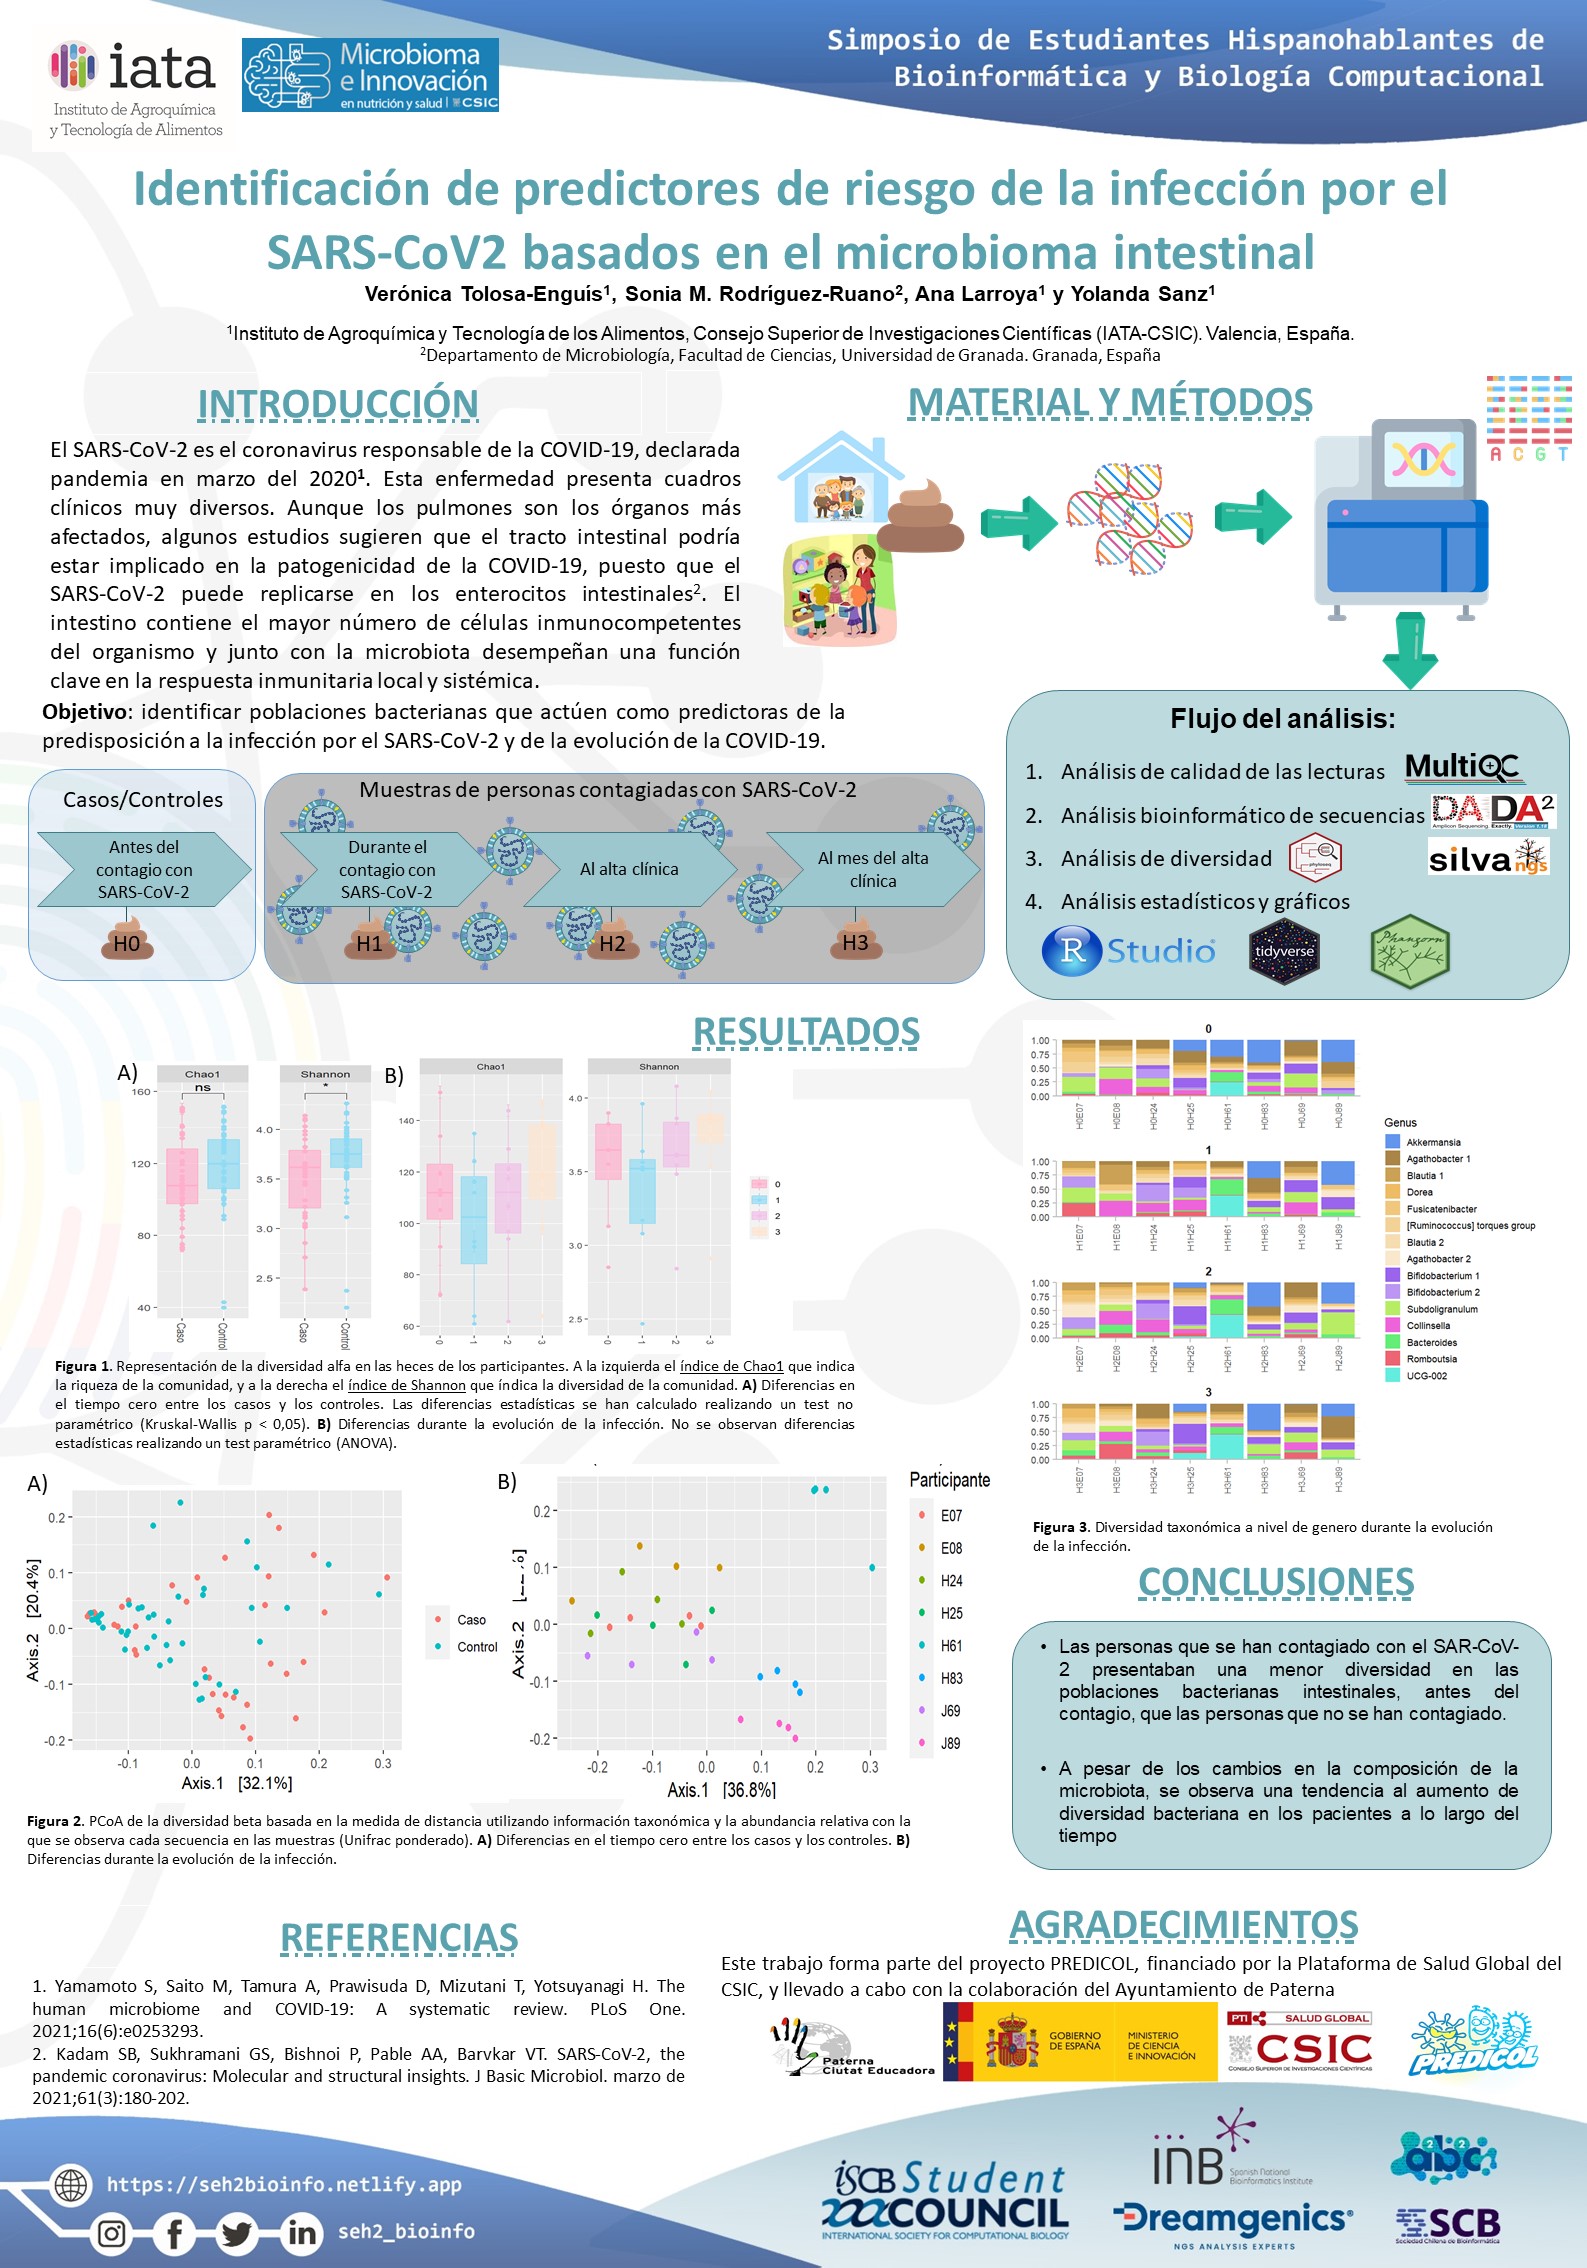 iata
Instituto de Agroquímica
y Tecnología de Alimentos
Microbioma
e Innovación
en nutrición y salud | CSIC
Simposio de Estudiantes Hispanohablantes de
Bioinformática y Biología Computacional
Identificación de predictores de riesgo de la infección por el
SARS-CoV2 basados en el microbioma intestinal
Verónica Tolosa-Enguís¹, Sonia M. Rodríguez-Ruano², Ana Larroya¹ y Yolanda Sanz¹
¹Instituto de Agroquímica y Tecnología de los Alimentos, Consejo Superior de Investigaciones Científicas (IATA-CSIC). Valencia, España.
²Departamento de Microbiología, Facultad de Ciencias, Universidad de Granada. Granada, España
INTRODUCCIÓN
El SARS-CoV-2 es el coronavirus responsable de la COVID-19, declarada
pandemia en marzo del 2020¹. Esta enfermedad presenta cuadros
clínicos muy diversos. Aunque los pulmones son los órganos más
afectados, algunos estudios sugieren que el tracto intestinal podría
estar implicado en la patogenicidad de la COVID-19, puesto que el
SARS-CoV-2 puede replicarse en los enterocitos intestinales². El
intestino contiene el mayor número de células inmunocompetentes
del organismo y junto con la microbiota desempeñan una función
clave en la respuesta inmunitaria local y sistémica.
Objetivo: identificar poblaciones bacterianas que actúen como predictoras de la
predisposición a la infección por el SARS-CoV-2 y de la evolución de la COVID-19.
Casos/Controles
Antes del
contagio con
SARS-CoV-2
H0
Muestras de personas contagiadas con SARS-CoV-2
Durante el
contagio con
SARS-CoV-2
H1
Al alta clínica
H2
Al mes del alta
clínica
H3
MATERIAL Y MÉTODOS
A C G T
Flujo del análisis:
1. Análisis de calidad de las lecturas
MultiQC
2. Análisis bioinformático de secuencias
DADA2
Amplicon Sequencing Exactly.
3. Análisis de diversidad
phyloseq
silva
ngs
4. Análisis estadísticos y gráficos
R Studio
tidyverse
Phangorn
RESULTADOS
A)
Chao1
Shannon
ns
*
160
120
80
40
4.0
3.5
3.0
2.5
Caso
Control
Caso
Control
B)
Chao1
Shannon
140
120
100
80
60
4.0
3.5
3.0
2.5
0
1
2
3
0
1
2
3
0
1
2
3
Figura 1. Representación de la diversidad alfa en las heces de los participantes. A la izquierda el índice de Chao1 que indica
la riqueza de la comunidad, y a la derecha el índice de Shannon que índica la diversidad de la comunidad. A) Diferencias en
el tiempo cero entre los casos y los controles. Las diferencias estadísticas se han calculado realizando un test no
paramétrico (Kruskal-Wallis p < 0,05). B) Diferencias durante la evolución de la infección. No se observan diferencias
estadísticas realizando un test paramétrico (ANOVA).
A)
Axis.2 [20.4%]
0.2
0.1
0.0
-0.1
-0.2
-0.1 0.0 0.1 0.2 0.3
Axis.1 [32.1%]
Caso
Control
B)
Axis.2
0.2
0.1
0.0
-0.1
-0.2
-0.2 -0.1 0.0 0.1 0.2 0.3
Axis.1 [36.8%]
Participante
E07
E08
H24
H25
H61
H83
J69
J89
Figura 2. PCoA de la diversidad beta basada en la medida de distancia utilizando información taxonómica y la abundancia relativa con la
que se observa cada secuencia en las muestras (Unifrac ponderado). A) Diferencias en el tiempo cero entre los casos y los controles. B)
Diferencias durante la evolución de la infección.
0
1.00
0.75
0.50
0.25
0.00
H0E07 H0E08 H0H24 H0H25 H0H61 H0H83 H0J69 H0J89
1
1.00
0.75
0.50
0.25
0.00
H1E07 H1E08 H1H24 H1H25 H1H61 H1H83 H1J69 H1J89
2
1.00
0.75
0.50
0.25
0.00
H2E07 H2E08 H2H24 H2H25 H2H61 H2H83 H2J69 H2J89
3
1.00
0.75
0.50
0.25
0.00
H3E07 H3E08 H3H24 H3H25 H3H61 H3H83 H3J69 H3J89
Genus
Akkermansia
Agathobacter 1
Blautia 1
Dorea
Fusicatenibacter
[Ruminococcus] torques group
Blautia 2
Agathobacter 2
Bifidobacterium 1
Bifidobacterium 2
Subdoligranulum
Collinsella
Bacteroides
Romboutsia
UCG-002
Figura 3. Diversidad taxonómica a nivel de genero durante la evolución
de la infección.
CONCLUSIONES
• Las personas que se han contagiado con el SAR-CoV-
2 presentaban una menor diversidad en las
poblaciones bacterianas intestinales, antes del
contagio, que las personas que no se han contagiado.
• A pesar de los cambios en la composición de la
microbiota, se observa una tendencia al aumento de
diversidad bacteriana en los pacientes a lo largo del
tiempo
REFERENCIAS
1. Yamamoto S, Saito M, Tamura A, Prawisuda D, Mizutani T, Yotsuyanagi H. The
human microbiome and COVID-19: A systematic review. PLoS One.
2021;16(6):e0253293.
2. Kadam SB, Sukhramani GS, Bishnoi P, Pable AA, Barvkar VT. SARS-CoV-2, the
pandemic coronavirus: Molecular and structural insights. J Basic Microbiol. marzo de
2021;61(3):180-202.
AGRADECIMIENTOS
Este trabajo forma parte del proyecto PREDICOL, financiado por la Plataforma de Salud Global del
CSIC, y llevado a cabo con la colaboración del Ayuntamiento de Paterna
Paterna
Ciutat Educadora
GOBIERNO
DE ESPAÑA
MINISTERIO
DE CIENCIA
E INNOVACIÓN
PTI SALUD GLOBAL
CSIC
CONSEJO SUPERIOR DE INVESTIGACIONES CIENTÍFICAS
PREDICOL
https://seh2bioinfo.netlify.app
seh2_bioinfo
iSCB Student
COUNCIL
INTERNATIONAL SOCIETY FOR COMPUTATIONAL BIOLOGY
INB
Spanish National
Bioinformatics Institute
Dreamgenics®
NGS ANALYSIS EXPERTS
a2b2c
SCB
Sociedad Chilena de Bioinformática